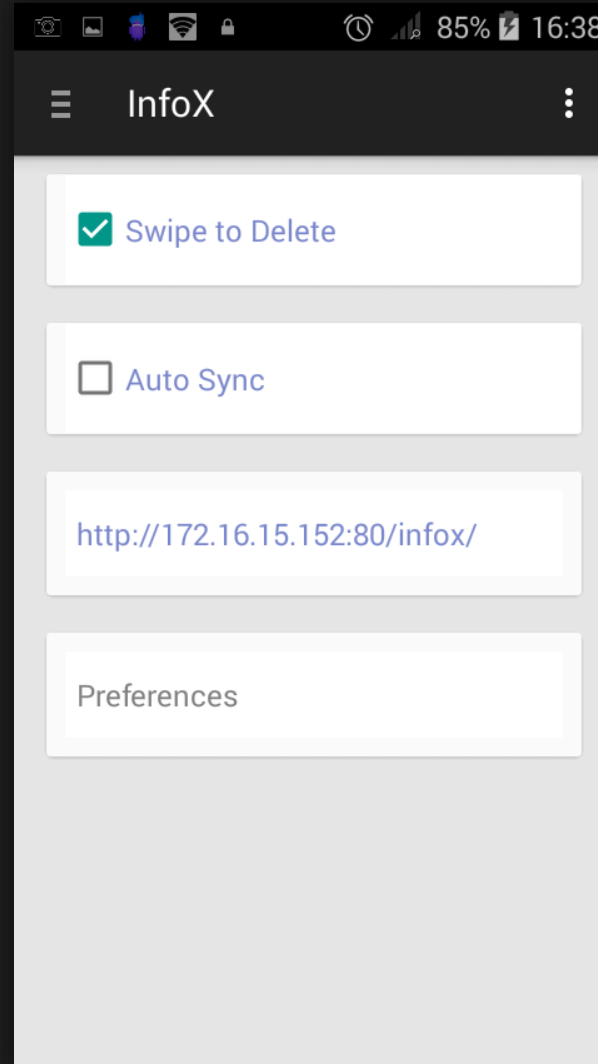 85% 16:38
InfoX
Swipe to Delete
Auto Sync
http://172.16.15.152:80/infox/
Preferences